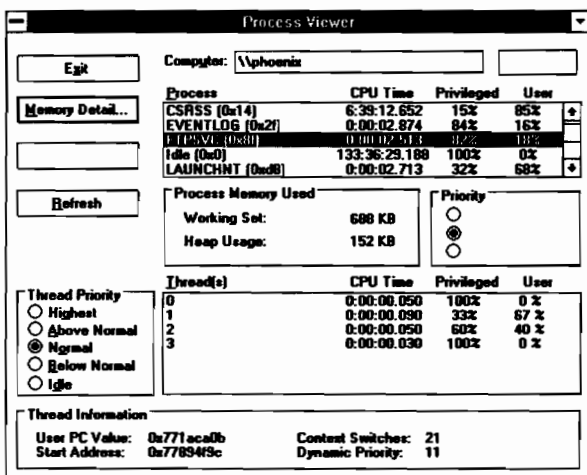 Process Viewer
Exit
Computer: \\phoenix
Memory Detail...
Process CPU Time Privileged User
CSRSS (0x14) 6:39:12.652 15% 85%
EVENTLOG (0x2f) 0:00:02.874 84% 16%
0:00:02.513 82% 18%
Idle (0x0) 133:36:29.188 100% 0%
LAUNCHNT (0xd8) 0:00:02.713 32% 68%
Refresh
Process Memory Used
Working Set: 688 KB
Heap Usage: 152 KB
Priority
Thread(s) CPU Time Privileged User
0 0:00:00.050 100% 0 %
1 0:00:00.090 33% 67 %
2 0:00:00.050 60% 40 %
3 0:00:00.030 100% 0 %
Thread Priority
Highest
Above Normal
Normal
Below Normal
Idle
Thread Information
User PC Value: 0x771aca0b Context Switches: 21
Start Address: 0x77894f9c Dynamic Priority: 11